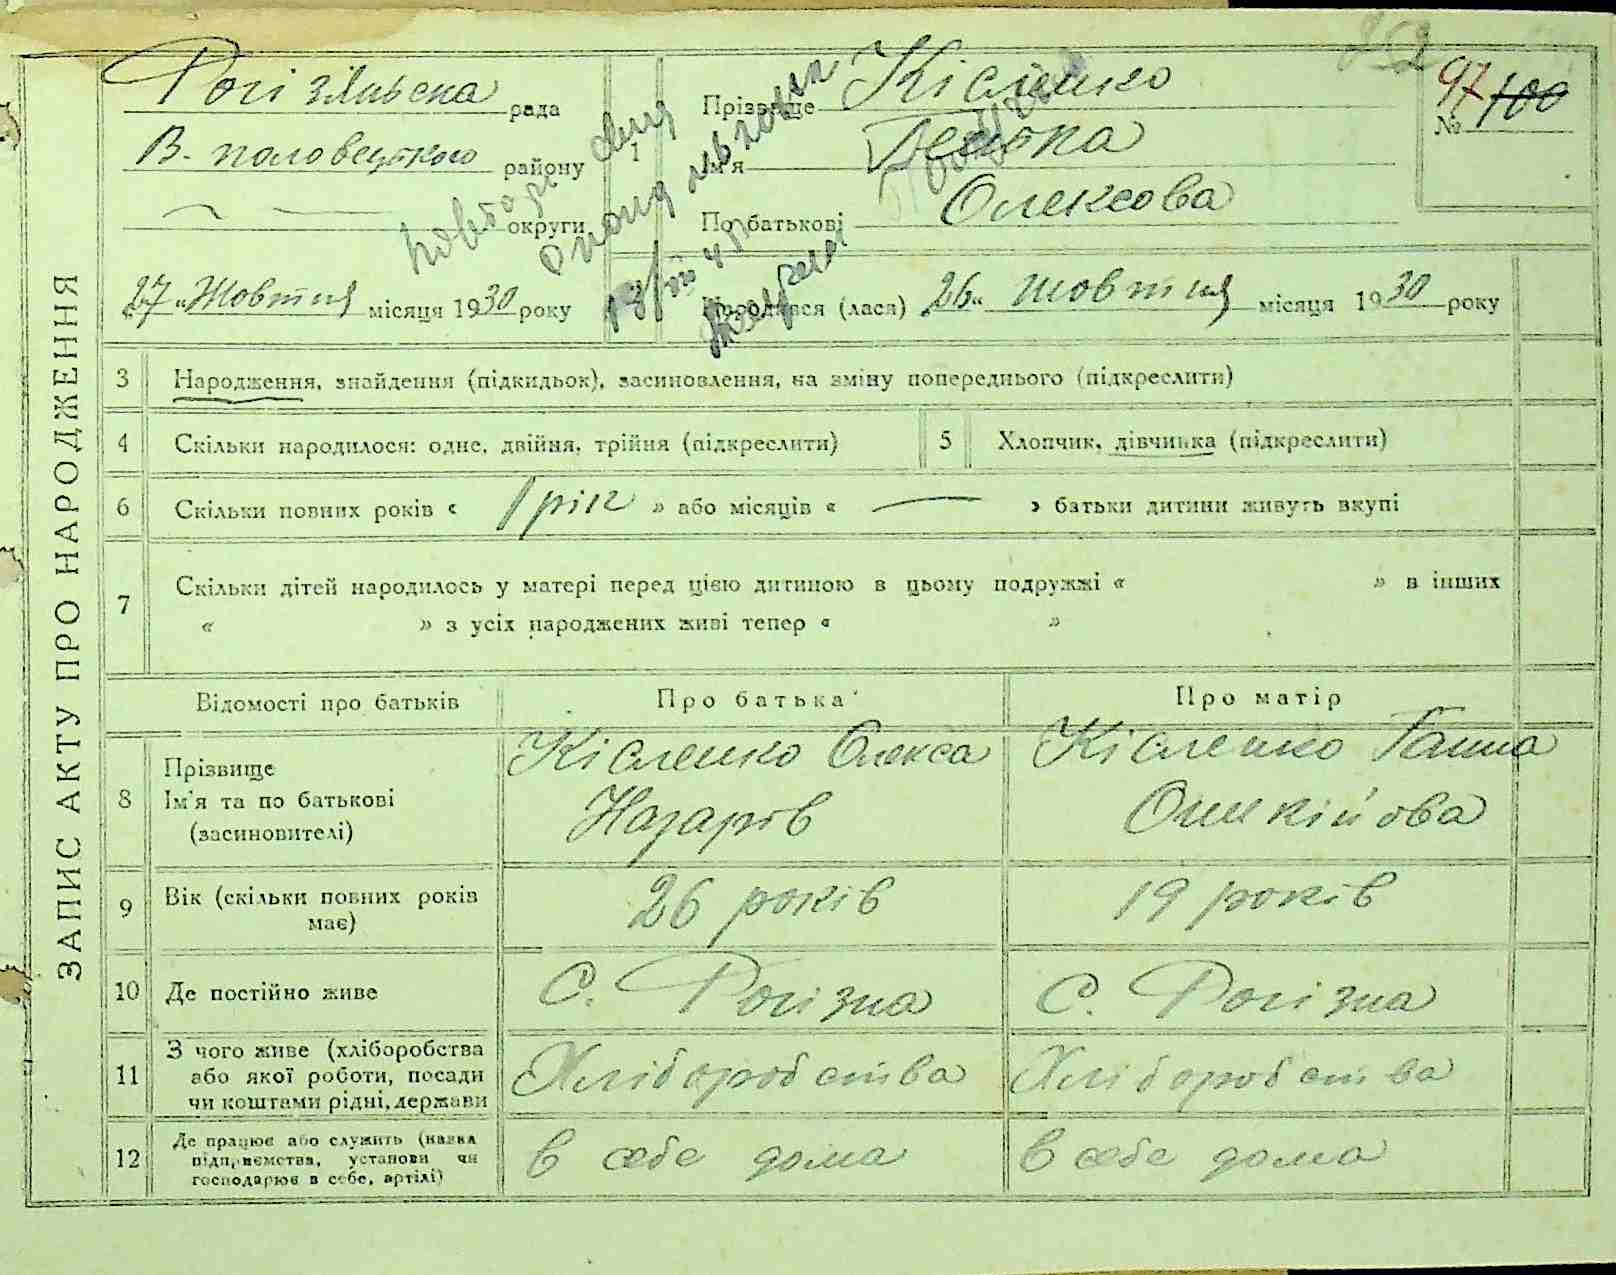 ЗАПИС АКТУ ПРО НАРОДЖЕННЯ
рада
В. половецького району
округи
"27" Жовтня місяця 1930 року
Прізвище Кісленко
Ім'я
По батькові Олексова
Народився (лася) "26" жовтня місяця 1930 року
№ 97 100
3 Народження, знайдення (підкидьок), засиновлення, на зміну попереднього (підкреслити)
4 Скільки народилося: одне, двійня, трійня (підкреслити)
5 Хлопчик, дівчинка (підкреслити)
6 Скільки повних років « 1 рік » або місяців « — » батьки дитини живуть вкупі
7 Скільки дітей народилось у матері перед цією дитиною в цьому подружжі « » в інших
« » з усіх народжених живі тепер « »
Відомості про батьків Про батька Про матір
8 Прізвище
Ім'я та по батькові
(засиновителі)
Кісленко Олекса
Назарів
Кісленко Ганна
9 Вік (скільки повних років
має)
26 років
19 років
10 Де постійно живе
С. Рогізна
С. Рогізна
11 З чого живе (хліборобства
або якої роботи, посади
чи коштами рідні, держави
Хліборобства
Хліборобства
12 Де працює або служить (назва
підприємства, установи чи
господарює в себе, артілі)
в себе дома
в себе дома